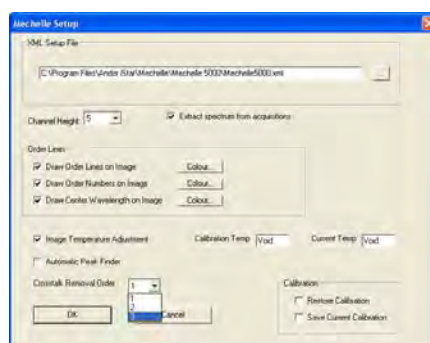 Mechelle Setup
XML Setup File
C:\Program Files\Andor iStar\Mechelle\Mechelle 5000\Mechelle5000.xml
...
Channel Height 5
Extract spectrum from acquisitions
Order Lines
Draw Order Lines on Image Colour...
Draw Order Numbers on Image Colour...
Draw Center Wavelength on Image Colour...
Image Temperature Adjustment Calibration Temp Void Current Temp Void
Automatic Peak Finder
Crosstalk Removal Order 1
1
2
Calibration
Restore Calibration
OK Cancel
Save Current Calibration